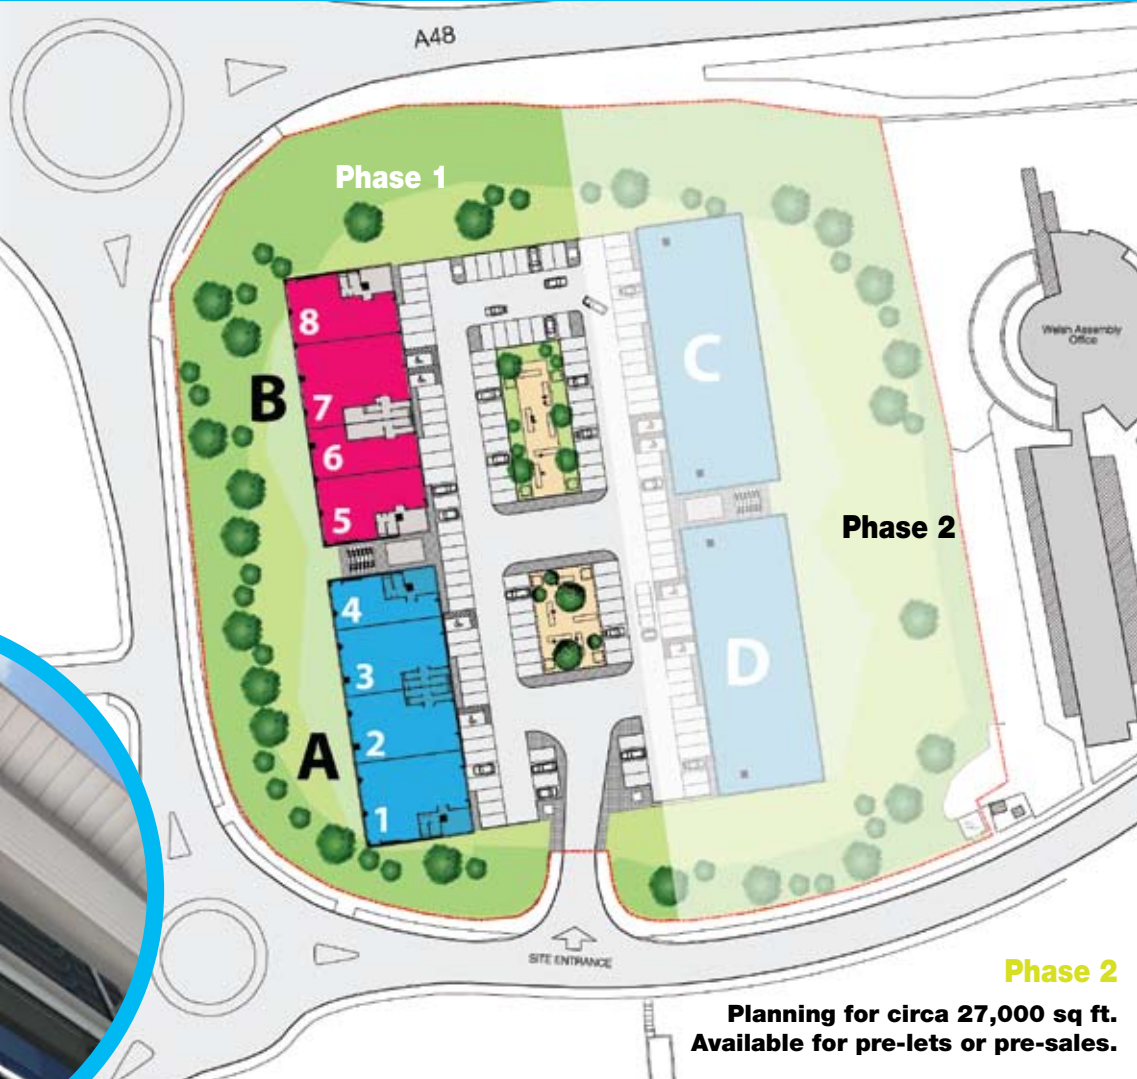 A48
Phase 1
8
B
7
6
5
4
3
A
2
1
C
Welsh Assembly
Office
Phase 2
D
SITE ENTRANCE
Phase 2
Planning for circa 27,000 sq ft.
Available for pre-lets or pre-sales.